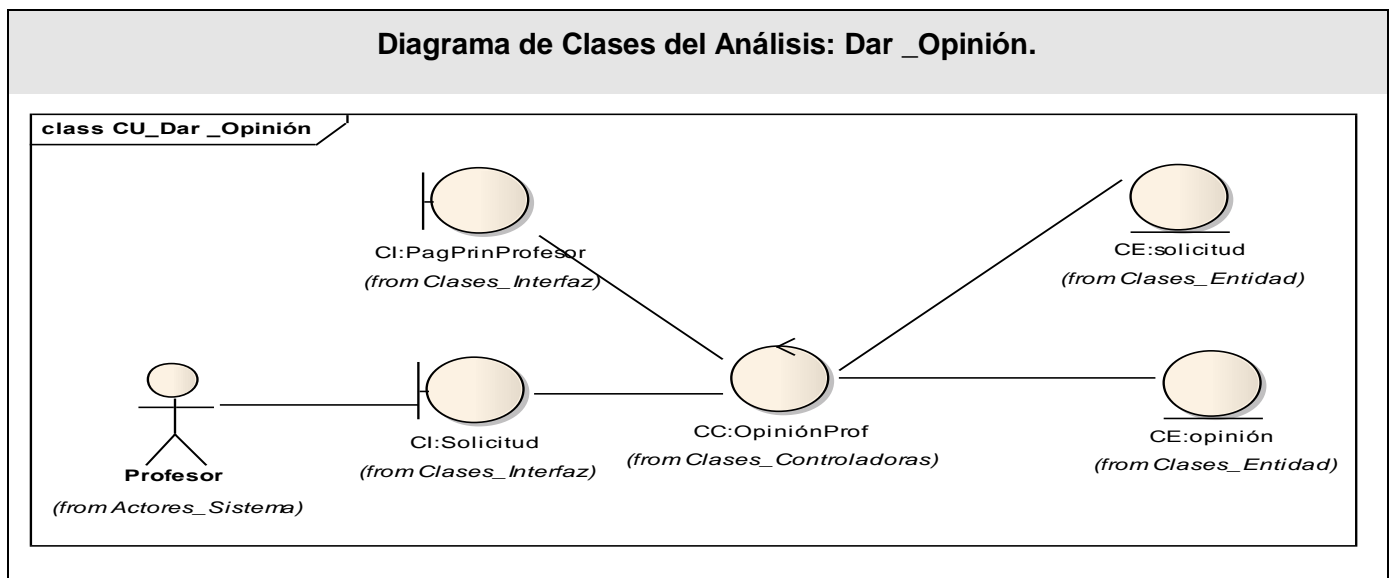 Diagrama de Clases del Análisis: Dar _Opinión.
class CU_Dar _Opinión
CI:PagPrinProfesor
(from Clases_Interfaz)
CE:solicitud
(from Clases_Entidad)
Profesor
(from Actores_Sistema)
CI:Solicitud
(from Clases_Interfaz)
CC:OpiniónProf
(from Clases_Controladoras)
CE:opinión
(from Clases_Entidad)